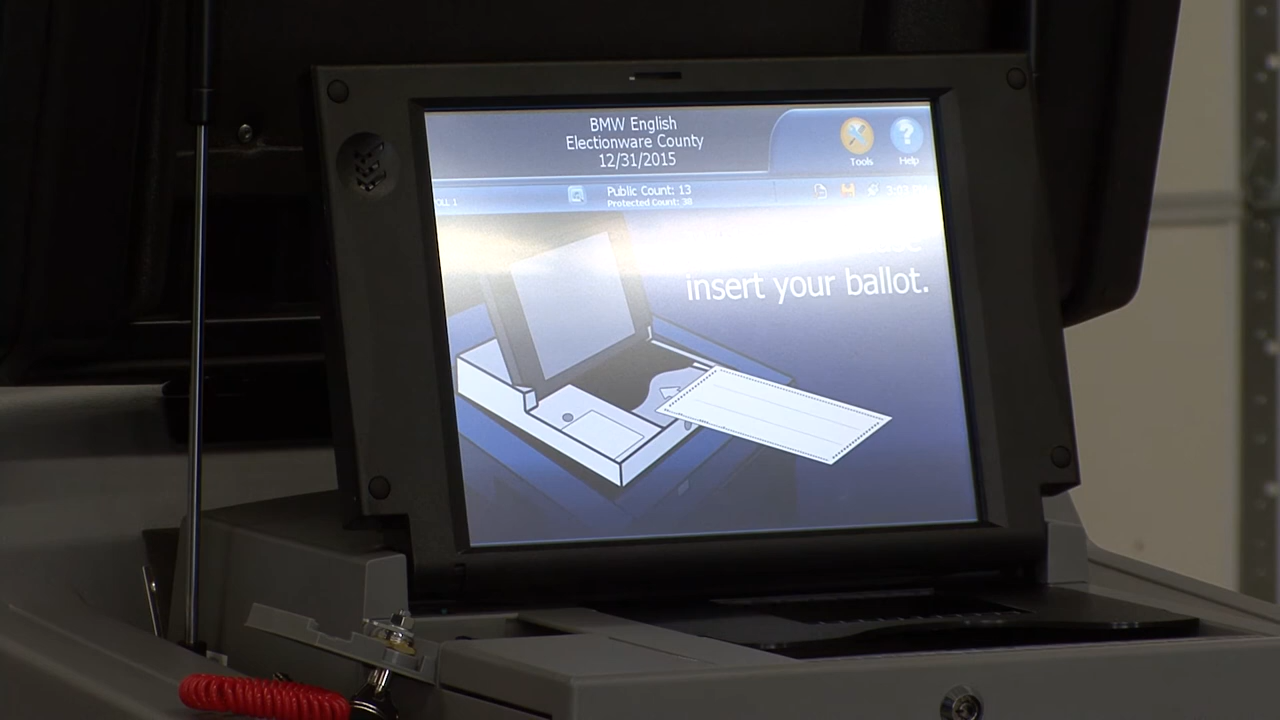 BMW English
Electionware County
12/31/2015
Tools
Help
Public Count: 13
Protected Count: 38
insert your ballot.